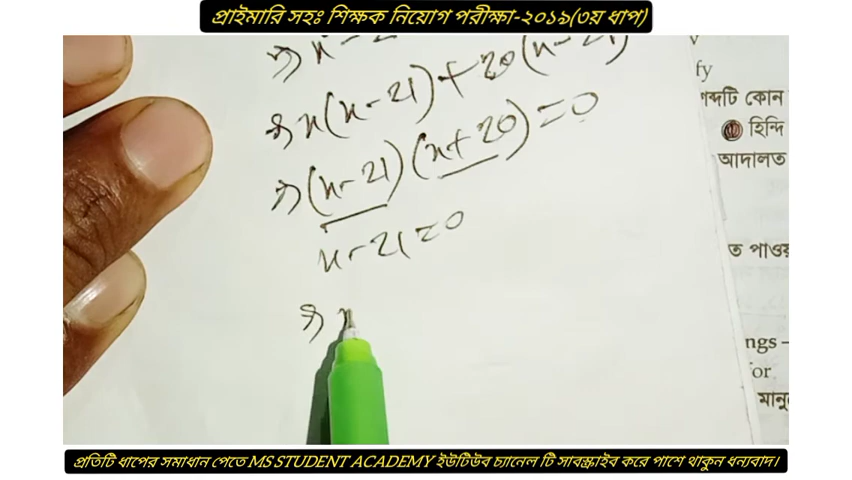 প্রাইমারি সহঃ শিক্ষক নিয়োগ পরীক্ষা-২০১৯(৩য় ধাপ)
⇒ x(x-21)+20(x-21)
⇒ (x-21)(x+20)=0
x-21=0
⇒ x
fy
শব্দটি কোন
হিন্দি
আদালত
ত পাওয়
ngs –
for
মানু
প্রতিটি ধাপের সমাধান পেতে MS STUDENT ACADEMY ইউটিউব চ্যানেল টি সাবস্ক্রাইব করে পাশে থাকুন ধন্যবাদ।